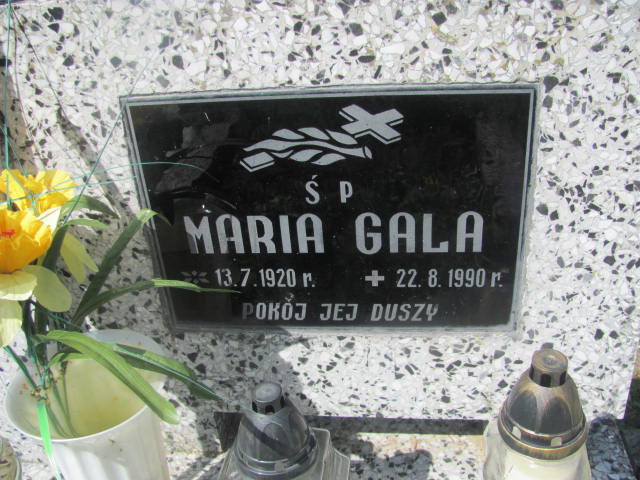 Ś P
MARIA GALA
13.7.1920 r. 22.8.1990 r.
POKÓJ JEJ DUSZY